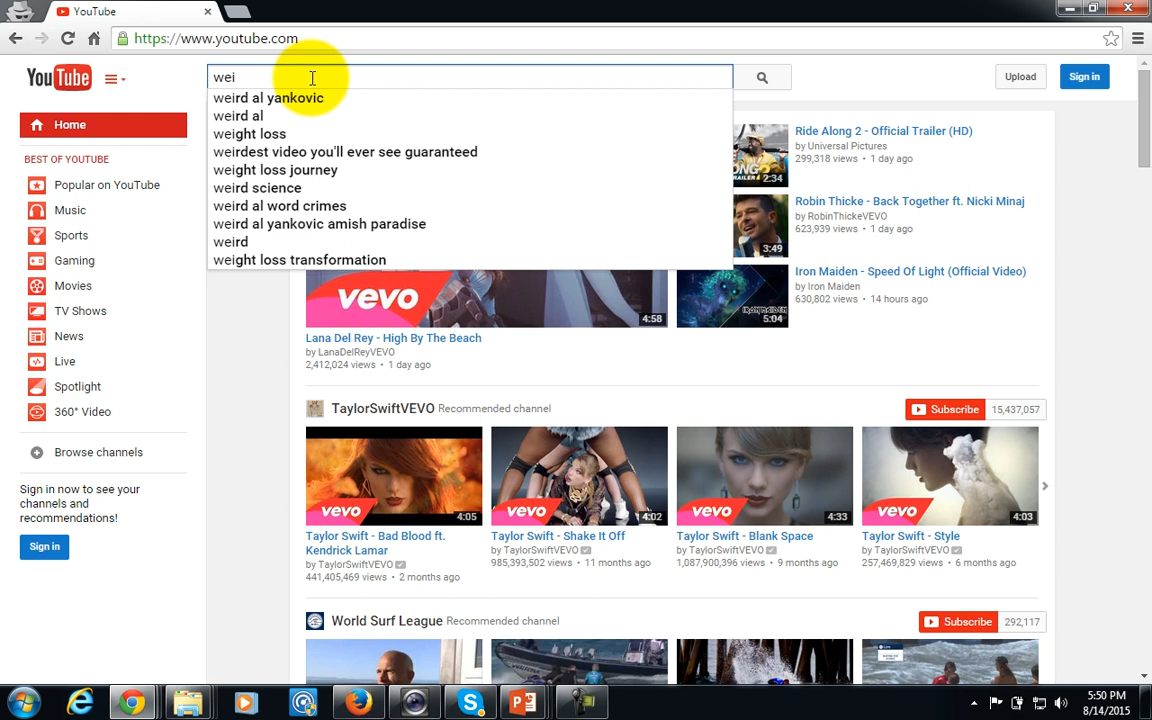 YouTube
https://www.youtube.com
YouTube
wei
Upload
Sign in
weird al yankovic
weird al
weight loss
weirdest video you'll ever see guaranteed
weight loss journey
weird science
weird al word crimes
weird al yankovic amish paradise
weird
weight loss transformation
Home
BEST OF YOUTUBE
Popular on YouTube
Music
Sports
Gaming
Movies
TV Shows
News
Live
Spotlight
360° Video
Browse channels
Sign in now to see your
channels and
recommendations!
Sign in
2:34
Ride Along 2 - Official Trailer (HD)
by Universal Pictures
299,318 views • 1 day ago
3:49
Robin Thicke - Back Together ft. Nicki Minaj
by RobinThickeVEVO
623,939 views • 1 day ago
5:04
Iron Maiden - Speed Of Light (Official Video)
by Iron Maiden
630,802 views • 14 hours ago
vevo
4:58
Lana Del Rey - High By The Beach
by LanaDelReyVEVO
2,412,024 views • 1 day ago
TaylorSwiftVEVO Recommended channel
Subscribe 15,437,057
vevo 4:05
vevo 4:02
vevo 4:33
vevo 4:03
Taylor Swift - Bad Blood ft.
Kendrick Lamar
by TaylorSwiftVEVO
441,405,469 views • 2 months ago
Taylor Swift - Shake It Off
by TaylorSwiftVEVO
985,393,502 views • 11 months ago
Taylor Swift - Blank Space
by TaylorSwiftVEVO
1,087,900,396 views • 9 months ago
Taylor Swift - Style
by TaylorSwiftVEVO
257,469,829 views • 6 months ago
World Surf League Recommended channel
Subscribe 292,117
5:50 PM
8/14/2015